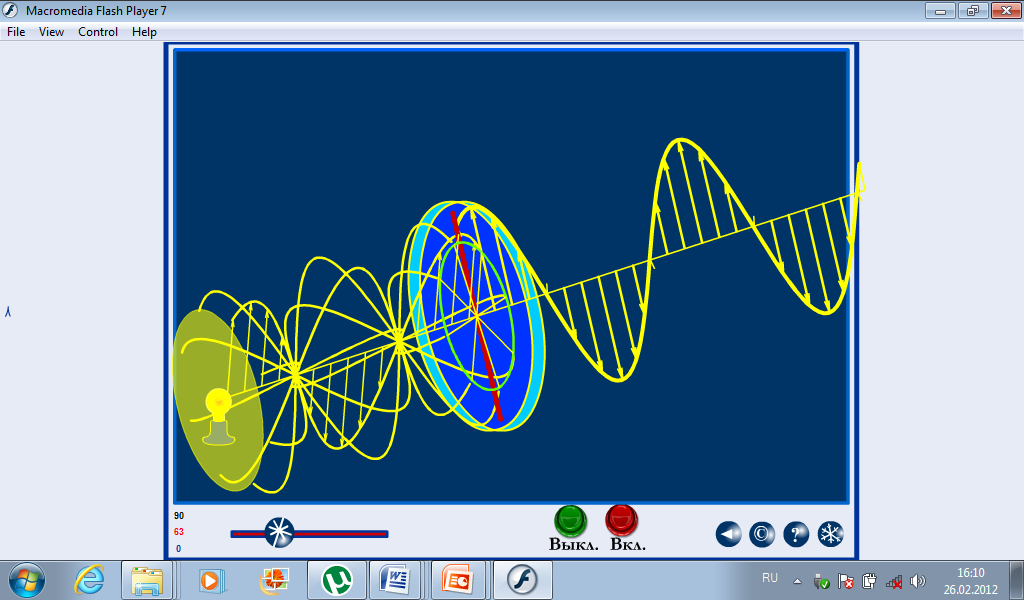 Macromedia Flash Player 7
File View Control Help
90
63
0
Выкл. Вкл.
©
?
RU
16:10
26.02.2012